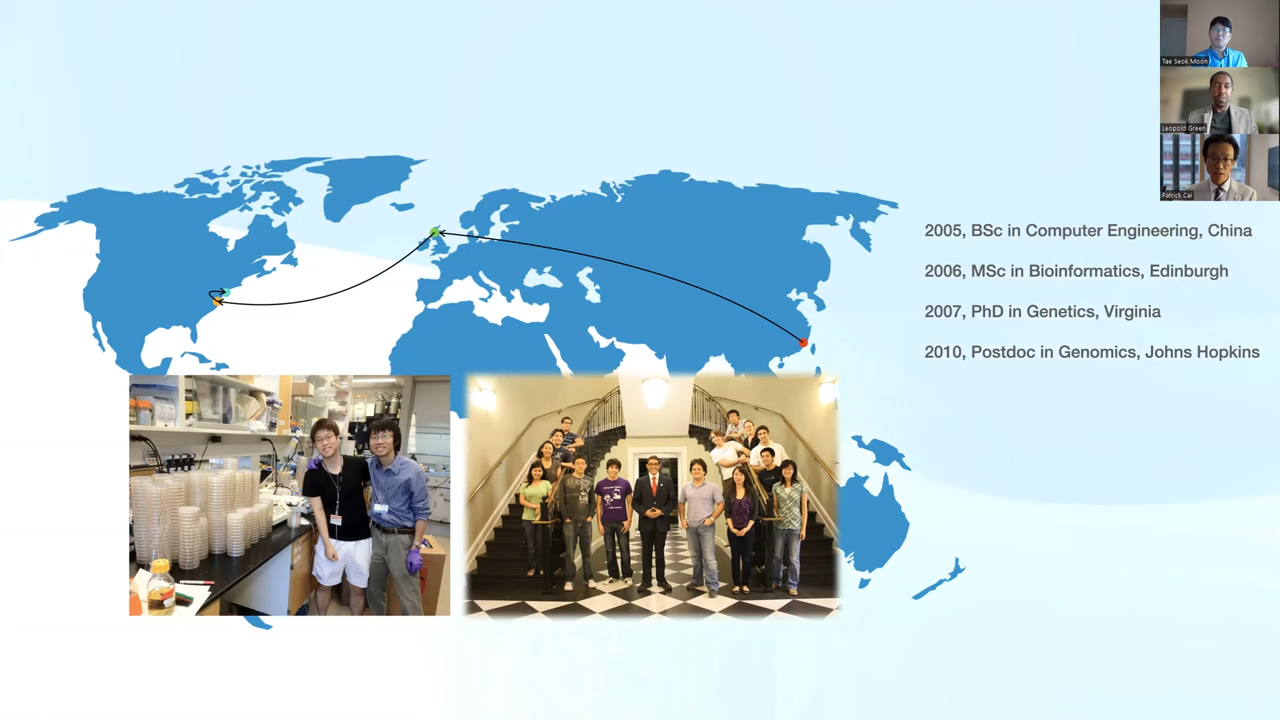 Tae Seok Moon
Leopold Green
Patrick Cai
2005, BSc in Computer Engineering, China
2006, MSc in Bioinformatics, Edinburgh
2007, PhD in Genetics, Virginia
2010, Postdoc in Genomics, Johns Hopkins